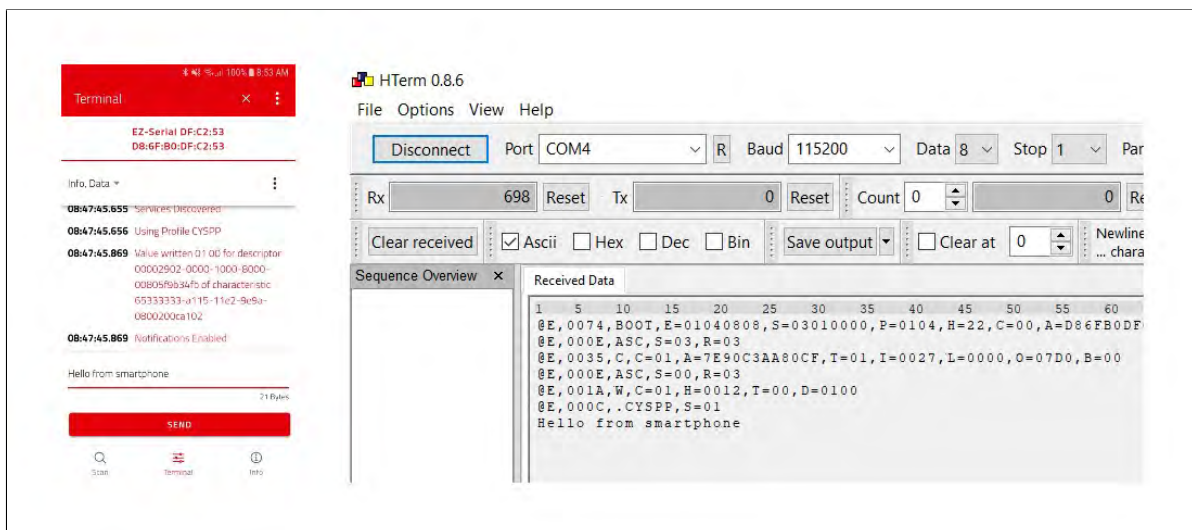 100% 8:53 AM
Terminal
EZ-Serial DF:C2:53
D8:6F:B0:DF:C2:53
Info, Data
08:47:45.655 Services Discovered
08:47:45.656 Using Profile CYSPP
08:47:45.869 Value written 01 00 for descriptor
00002902-0000-1000-8000-
00805f9b34fb of characteristic
65333333-a115-11e2-9e9a-
0800200ca102
08:47:45.869 Notifications Enabled
Hello from smartphone
21 Bytes
SEND
Scan Terminal Info
HTerm 0.8.6
File Options View Help
Disconnect Port COM4 R Baud 115200 Data 8 Stop 1 Par
Rx 698 Reset Tx 0 Reset Count 0 0 Re
Clear received Ascii Hex Dec Bin Save output Clear at 0 Newline
... chara
Sequence Overview × Received Data
1 5 10 15 20 25 30 35 40 45 50 55 60
@E,0074,BOOT,E=01040808,S=03010000,P=0104,H=22,C=00,A=D86FB0DF
@E,000E,ASC,S=03,R=03
@E,0035,C,C=01,A=7E90C3AA80CF,T=01,I=0027,L=0000,O=07D0,B=00
@E,000E,ASC,S=00,R=03
@E,001A,W,C=01,H=0012,T=00,D=0100
@E,000C,.CYSPP,S=01
Hello from smartphone